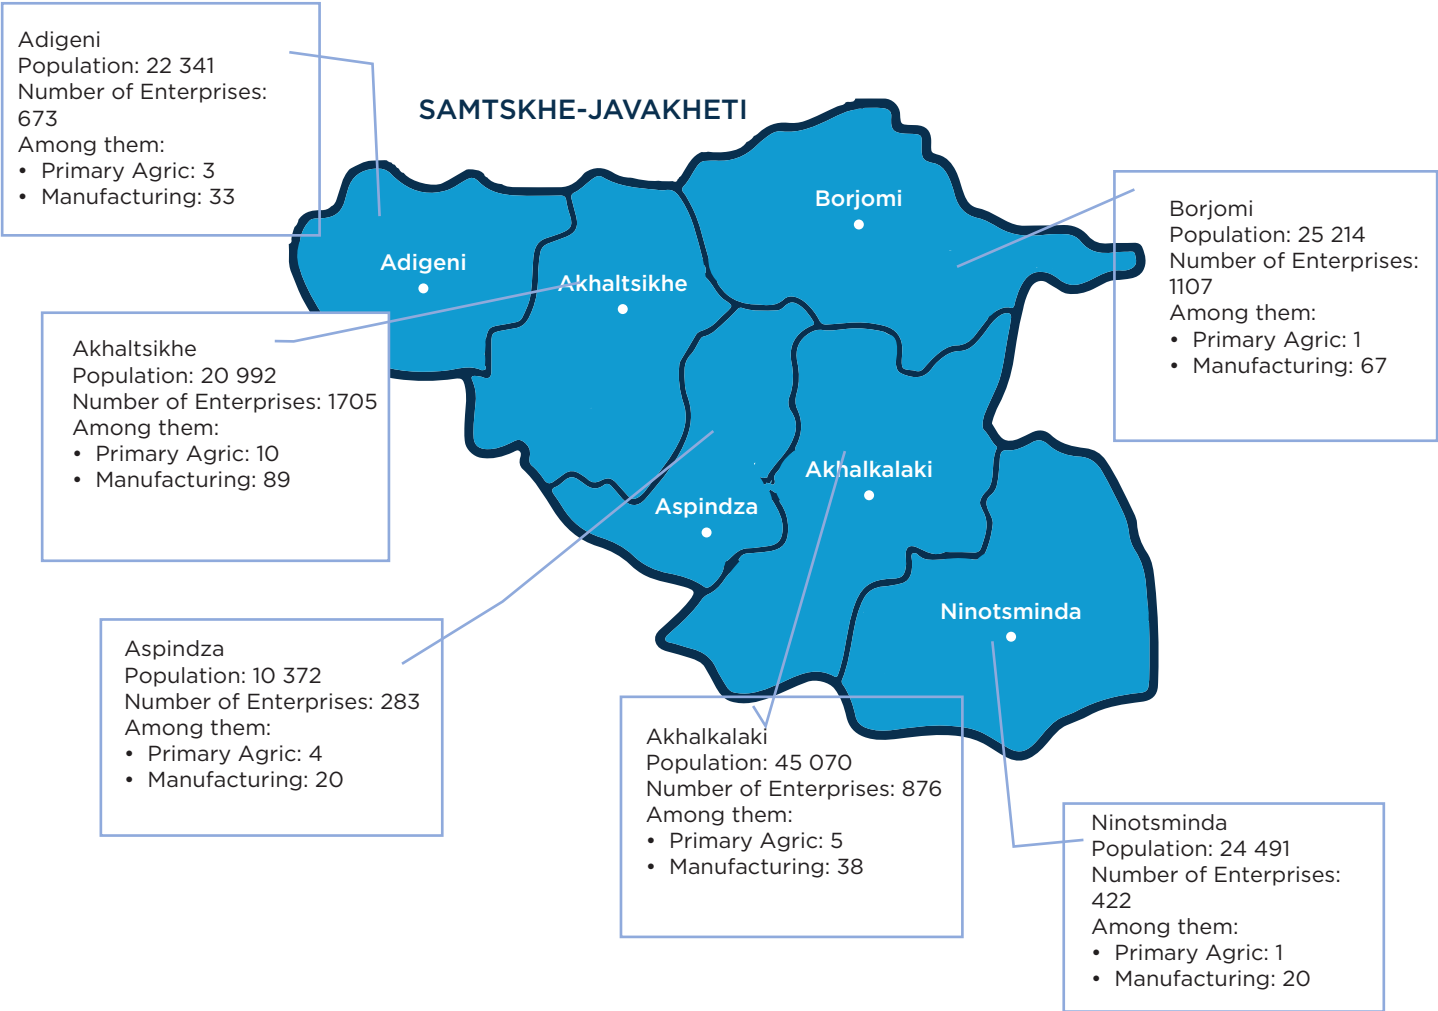 Adigeni
Population: 22 341
Number of Enterprises:
673
Among them:
• Primary Agric: 3
• Manufacturing: 33
SAMTSKHE-JAVAKHETI
Borjomi
Adigeni
Akhaltsikhe
Akhalkalaki
Aspindza
Ninotsminda
Borjomi
Population: 25 214
Number of Enterprises:
1107
Among them:
• Primary Agric: 1
• Manufacturing: 67
Akhaltsikhe
Population: 20 992
Number of Enterprises: 1705
Among them:
• Primary Agric: 10
• Manufacturing: 89
Aspindza
Population: 10 372
Number of Enterprises: 283
Among them:
• Primary Agric: 4
• Manufacturing: 20
Akhalkalaki
Population: 45 070
Number of Enterprises: 876
Among them:
• Primary Agric: 5
• Manufacturing: 38
Ninotsminda
Population: 24 491
Number of Enterprises:
422
Among them:
• Primary Agric: 1
• Manufacturing: 20